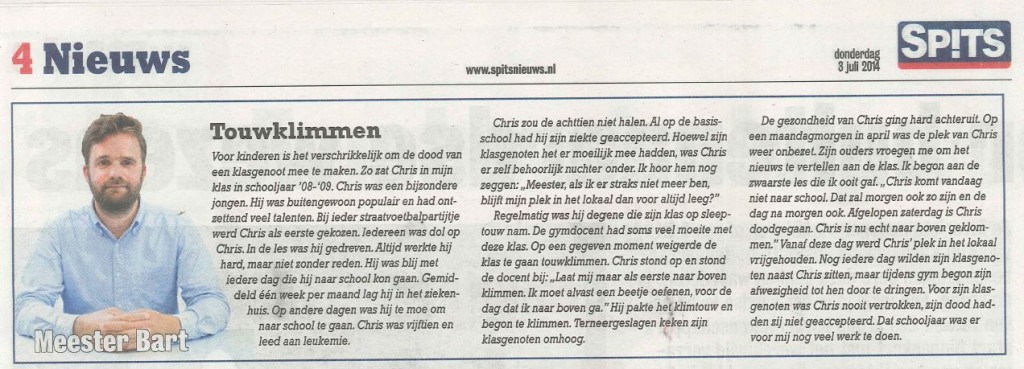 4 Nieuws
www.spitsnieuws.nl
donderdag
3 juli 2014
SP!TS
Meester Bart
Touwklimmen
Voor kinderen is het verschrikkelijk om de dood van
een klasgenoot mee te maken. Zo zat Chris in mijn
klas in schooljaar '08-'09. Chris was een bijzondere
jongen. Hij was buitengewoon populair en had ont-
zettend veel talenten. Bij ieder straatvoetbalpartijtje
werd Chris als eerste gekozen. Iedereen was dol op
Chris. In de les was hij gedreven. Altijd werkte hij
hard, maar niet zonder reden. Hij was blij met
iedere dag die hij naar school kon gaan. Gemid-
deld één week per maand lag hij in het zieken-
huis. Op andere dagen was hij te moe om
naar school te gaan. Chris was vijftien en
leed aan leukemie.
Chris zou de achttien niet halen. Al op de basis-
school had hij zijn ziekte geaccepteerd. Hoewel zijn
klasgenoten het er moeilijk mee hadden, was Chris
er zelf behoorlijk nuchter onder. Ik hoor hem nog
zeggen: „Meester, als ik er straks niet meer ben,
blijft mijn plek in het lokaal dan voor altijd leeg?”
Regelmatig was hij degene die zijn klas op sleep-
touw nam. De gymdocent had soms veel moeite met
deze klas. Op een gegeven moment weigerde de
klas te gaan touwklimmen. Chris stond op en stond
de docent bij: „Laat mij maar als eerste naar boven
klimmen. Ik moet alvast een beetje oefenen, voor de
dag dat ik naar boven ga.” Hij pakte het klimtouw en
begon te klimmen. Terneergeslagen keken zijn
klasgenoten omhoog.
De gezondheid van Chris ging hard achteruit. Op
een maandagmorgen in april was de plek van Chris
weer onbezet. Zijn ouders vroegen me om het
nieuws te vertellen aan de klas. Ik begon aan de
zwaarste les die ik ooit gaf. „Chris komt vandaag
niet naar school. Dat zal morgen ook zo zijn en de
dag na morgen ook. Afgelopen zaterdag is Chris
doodgegaan. Chris is nu echt naar boven geklom-
men.” Vanaf deze dag werd Chris’ plek in het lokaal
vrijgehouden. Nog iedere dag wilden zijn klasgeno-
ten naast Chris zitten, maar tijdens gym begon zijn
afwezigheid tot hen door te dringen. Voor zijn klas-
genoten was Chris nooit vertrokken, zijn dood had-
den zij niet geaccepteerd. Dat schooljaar was er
voor mij nog veel werk te doen.